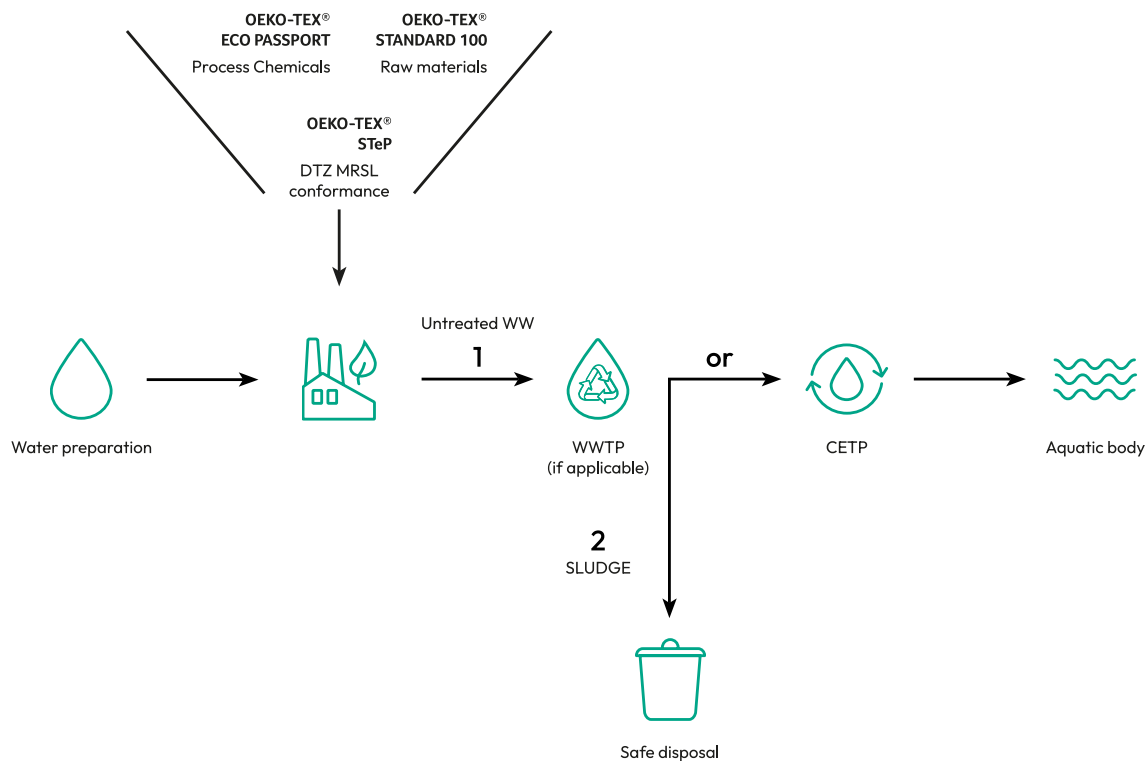 OEKO-TEX®
ECO PASSPORT
Process Chemicals
OEKO-TEX®
STANDARD 100
Raw materials
OEKO-TEX®
STeP
DTZ MRSL
conformance
Untreated WW
1
or
Water preparation
WWTP
(if applicable)
CETP
Aquatic body
2
SLUDGE
Safe disposal